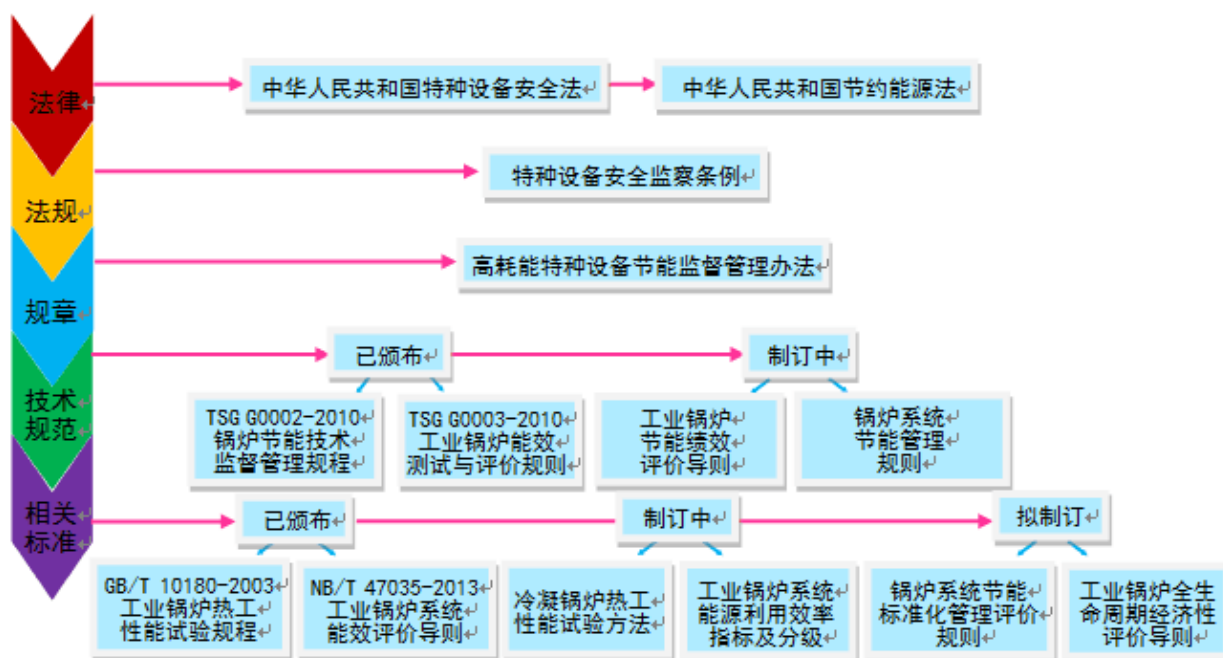 法律
中华人民共和国特种设备安全法
中华人民共和国节约能源法
法规
特种设备安全监察条例
规章
高耗能特种设备节能监督管理办法
技术
规范
已颁布
制订中
TSG G0002-2010
锅炉节能技术
监督管理规程
TSG G0003-2010
工业锅炉能效
测试与评价规则
工业锅炉
节能绩效
评价导则
锅炉系统
节能管理
规则
相关
标准
已颁布
制订中
拟制订
GB/T 10180-2003
工业锅炉热工
性能试验规程
NB/T 47035-2013
工业锅炉系统
能效评价导则
冷凝锅炉热工
性能试验方法
工业锅炉系统
能源利用效率
指标及分级
锅炉系统节能
标准化管理评价
规则
工业锅炉全生
命周期经济性
评价导则